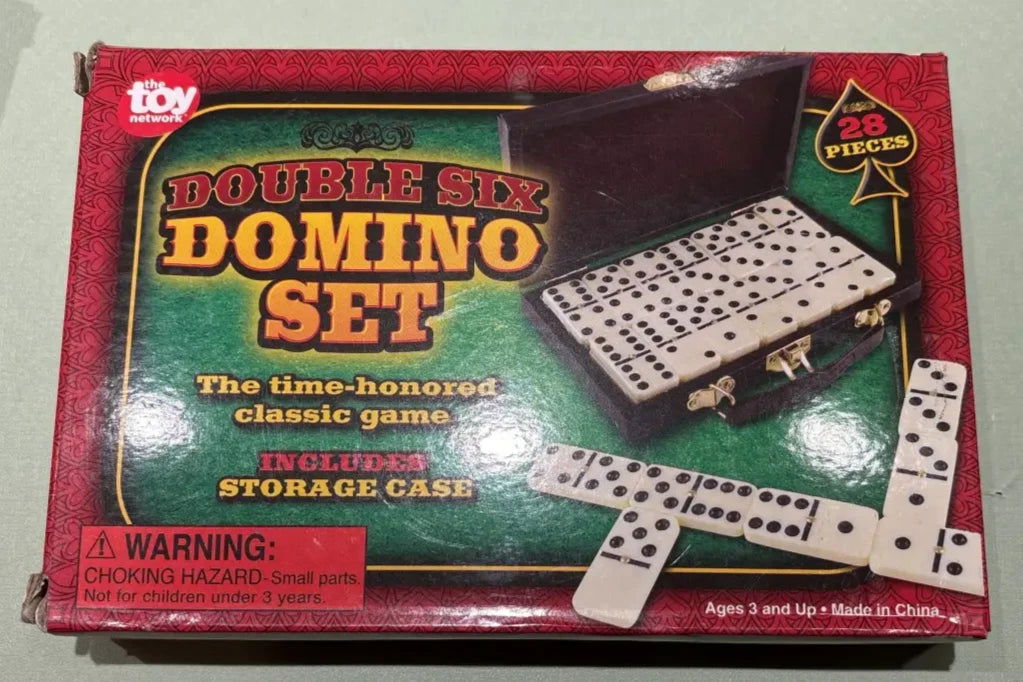 the
toy
network
28
PIECES
DOUBLE SIX
DOMINO
SET
The time-honored
classic game
INCLUDES
STORAGE CASE
WARNING:
CHOKING HAZARD-Small parts.
Not for children under 3 years.
Ages 3 and Up • Made in China